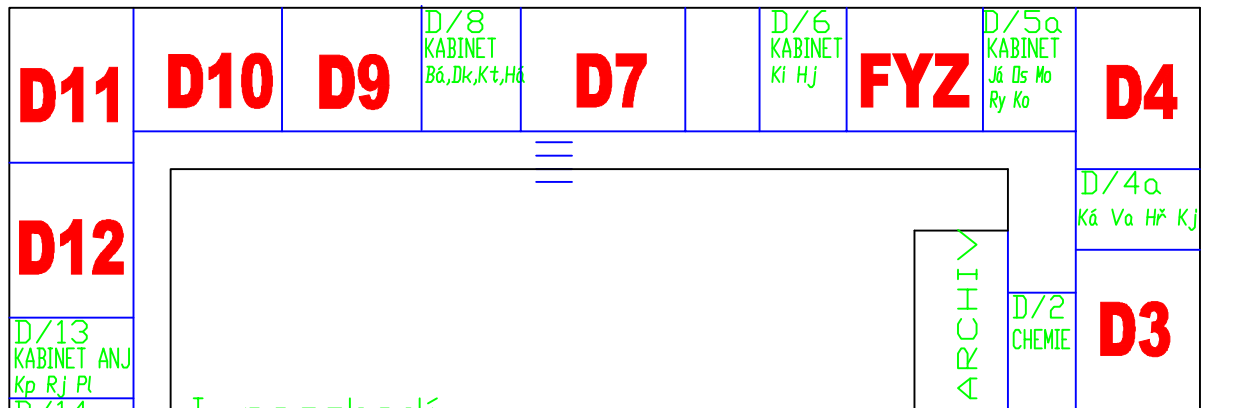 D11
D10
D9
D/8
KABINET
Bá,Dk,Kt,Há
D7
D/6
KABINET
Ki Hj
FYZ
D/5a
KABINET
Já Os Mo
Ry Ko
D4
D/4a
Ká Va Hř Kj
D12
D/13
KABINET ANJ
Kp Rj Pl
D/14
ARCHIV
D/2
CHEMIE
D3